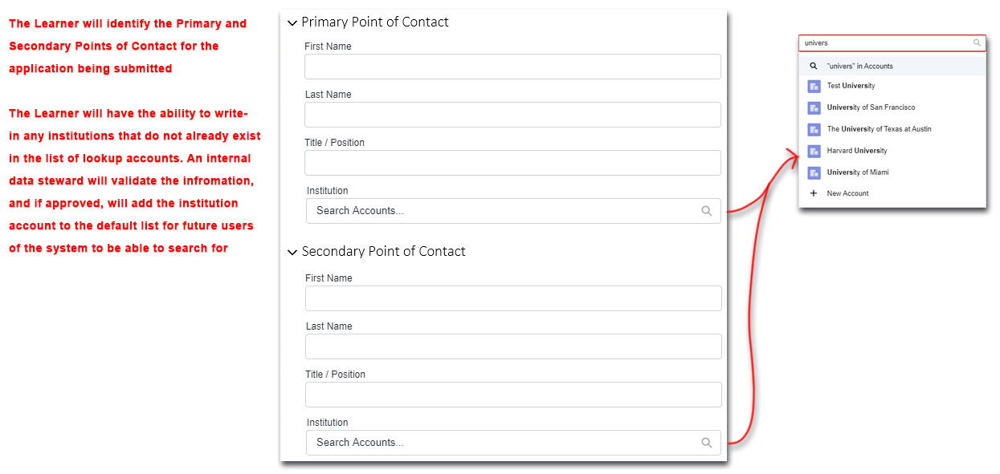 The Learner will identify the Primary and
Secondary Points of Contact for the
application being submitted
The Learner will have the ability to write-
in any institutions that do not already exist
in the list of lookup accounts. An internal
data steward will validate the infromation,
and if approved, will add the institution
account to the default list for future users
of the system to be able to search for
Primary Point of Contact
First Name
Last Name
Title / Position
Institution
Search Accounts...
Secondary Point of Contact
First Name
Last Name
Title / Position
Institution
Search Accounts...
univers
"univers" in Accounts
Test University
University of San Francisco
The University of Texas at Austin
Harvard University
University of Miami
New Account